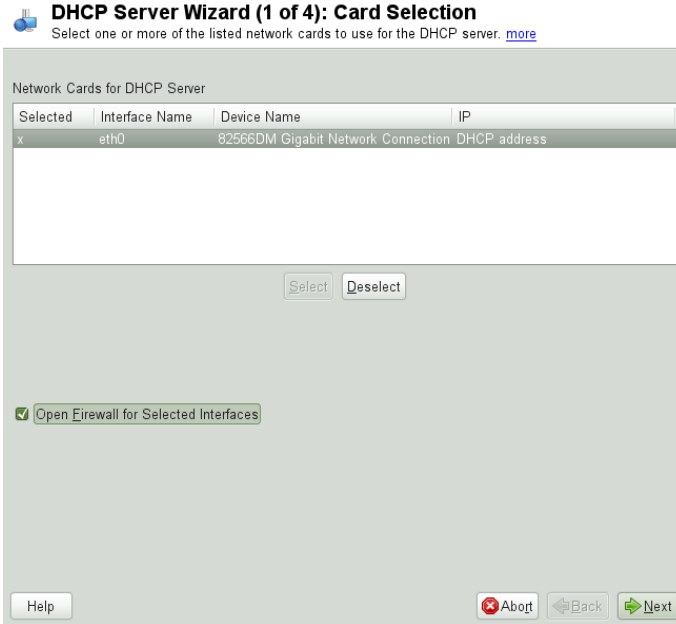 DHCP Server Wizard (1 of 4): Card Selection
Select one or more of the listed network cards to use for the DHCP server. more
Network Cards for DHCP Server
Selected Interface Name Device Name IP
x eth0 82566DM Gigabit Network Connection DHCP address
Select Deselect
Open Firewall for Selected Interfaces
Help Abort Back Next